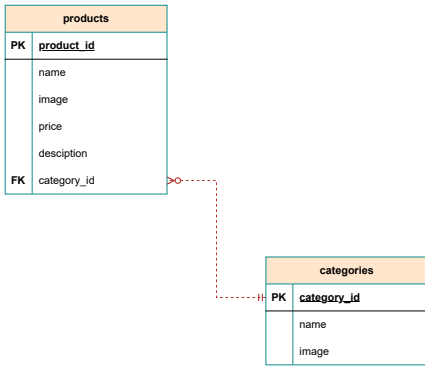 products
PK product_id
name
image
price
desciption
FK category_id
categories
PK category_id
name
image